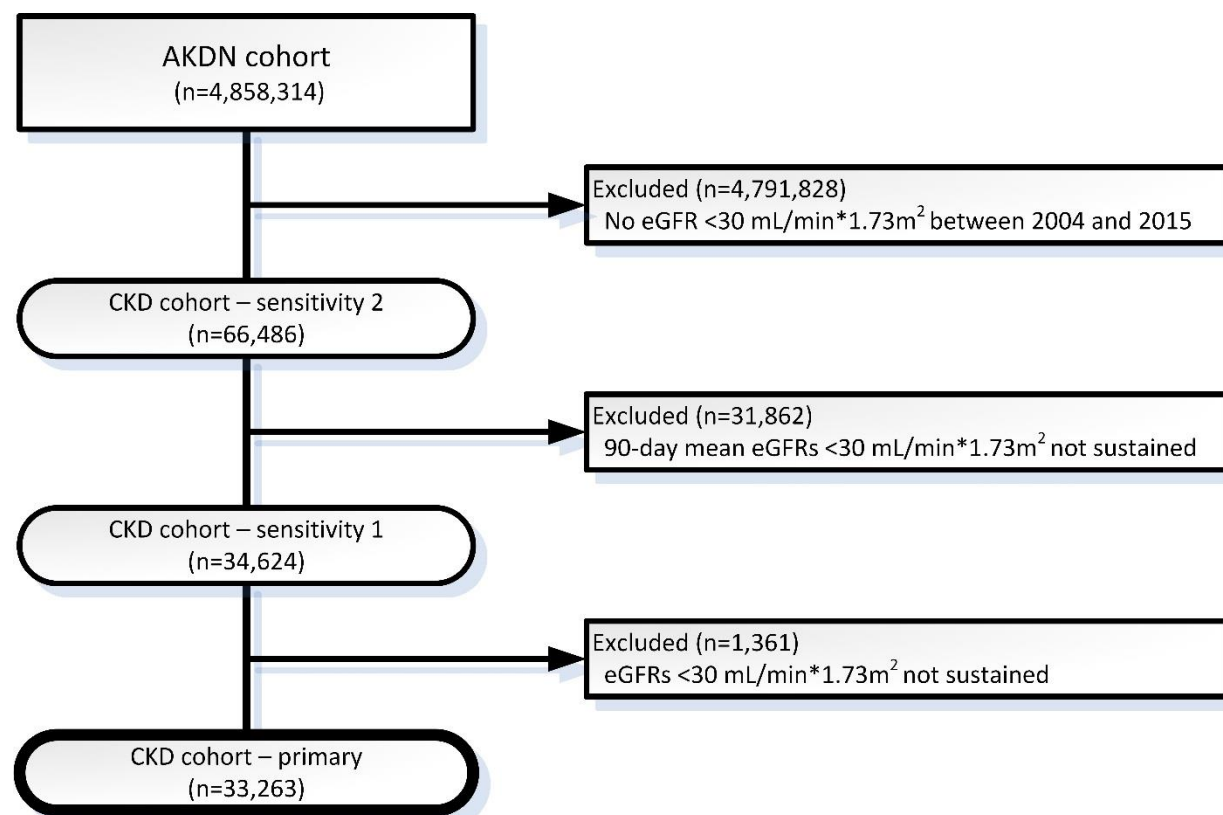 AKDN cohort
(n=4,858,314)
Excluded (n=4,791,828)
No eGFR <30 mL/min*1.73m² between 2004 and 2015
CKD cohort – sensitivity 2
(n=66,486)
Excluded (n=31,862)
90-day mean eGFRs <30 mL/min*1.73m² not sustained
CKD cohort – sensitivity 1
(n=34,624)
Excluded (n=1,361)
eGFRs <30 mL/min*1.73m² not sustained
CKD cohort – primary
(n=33,263)